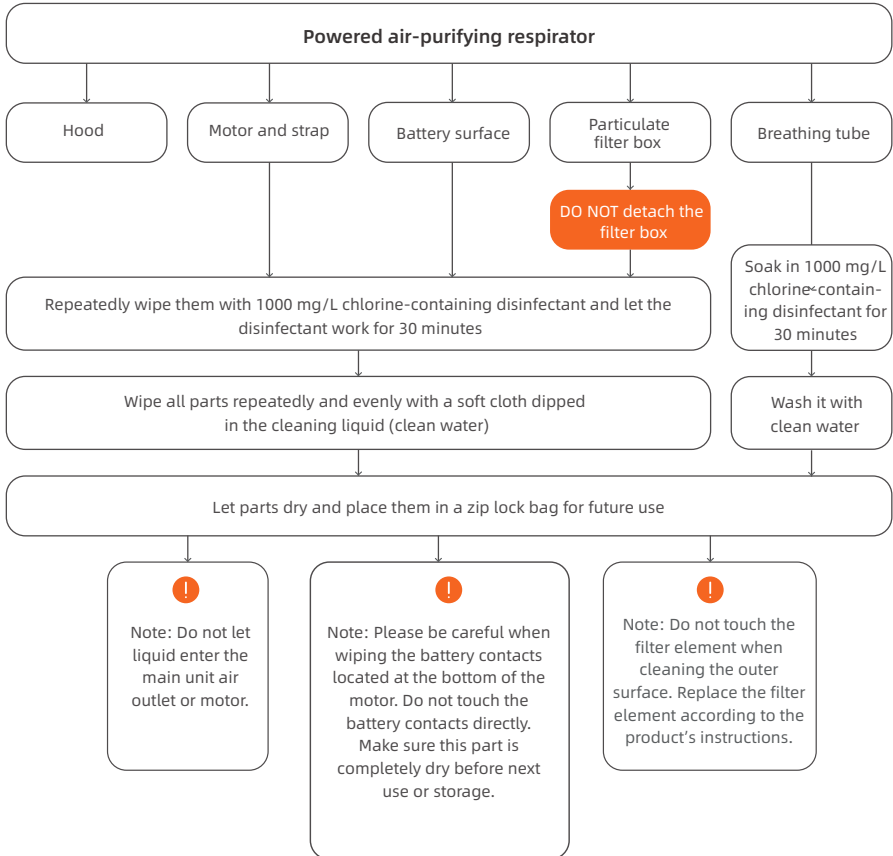 Powered air-purifying respirator
Hood
Motor and strap
Battery surface
Particulate
filter box
Breathing tube
DO NOT detach the
filter box
Repeatedly wipe them with 1000 mg/L chlorine-containing disinfectant and let the
disinfectant work for 30 minutes
Soak in 1000 mg/L
chlorine-contain-
ing disinfectant for
30 minutes
Wipe all parts repeatedly and evenly with a soft cloth dipped
in the cleaning liquid (clean water)
Wash it with
clean water
Let parts dry and place them in a zip lock bag for future use
!
Note: Do not let
liquid enter the
main unit air
outlet or motor.
!
Note: Please be careful when
wiping the battery contacts
located at the bottom of the
motor. Do not touch the
battery contacts directly.
Make sure this part is
completely dry before next
use or storage.
!
Note: Do not touch the
filter element when
cleaning the outer
surface. Replace the filter
element according to the
product's instructions.